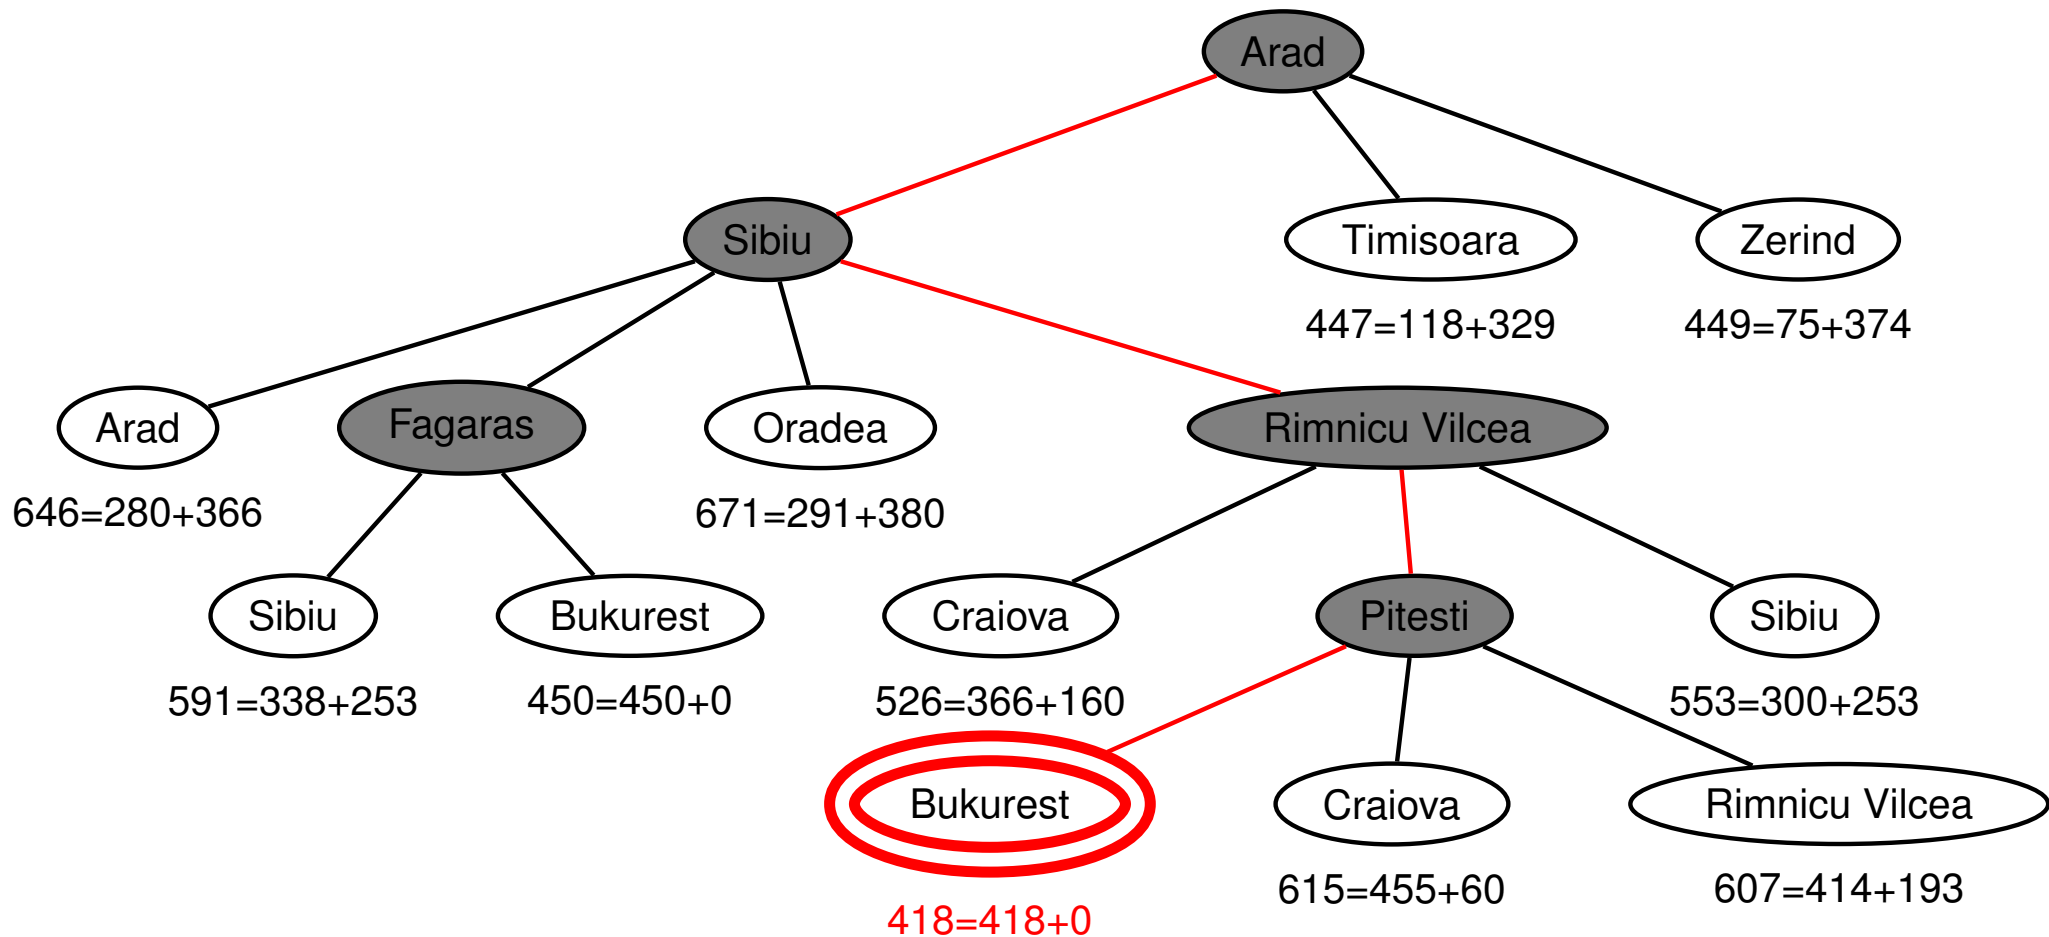 Arad
Sibiu
Timisoara
Zerind
447=118+329
449=75+374
Arad
Fagaras
Oradea
Rimnicu Vilcea
646=280+366
671=291+380
Sibiu
Bukurest
Craiova
Pitesti
Sibiu
591=338+253
450=450+0
526=366+160
553=300+253
Bukurest
Craiova
Rimnicu Vilcea
418=418+0
615=455+60
607=414+193